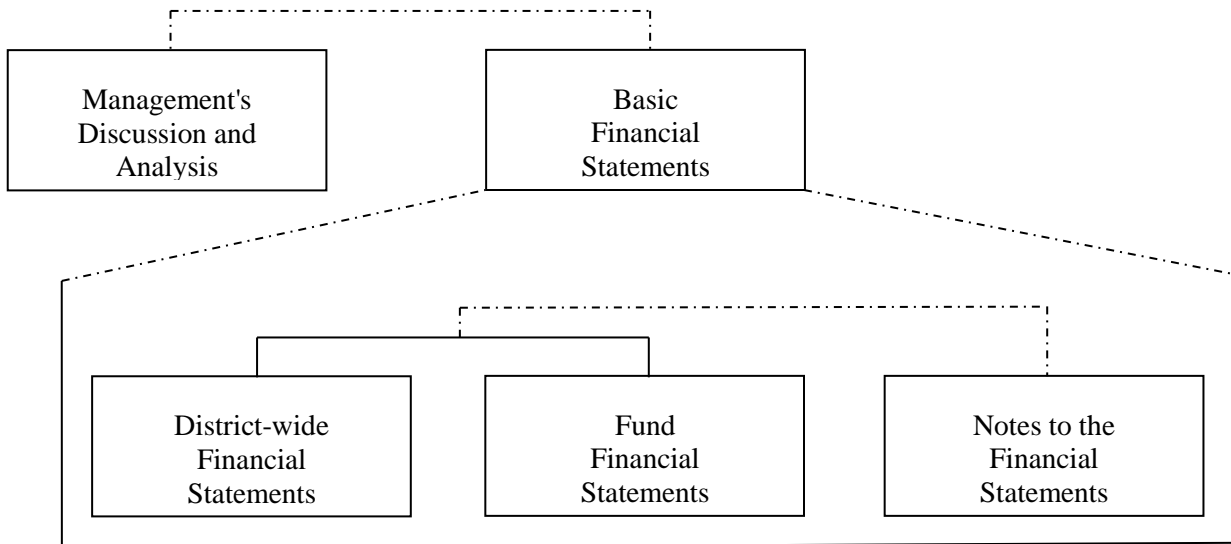 Management's
Discussion and
Analysis
Basic
Financial
Statements
District-wide
Financial
Statements
Fund
Financial
Statements
Notes to the
Financial
Statements